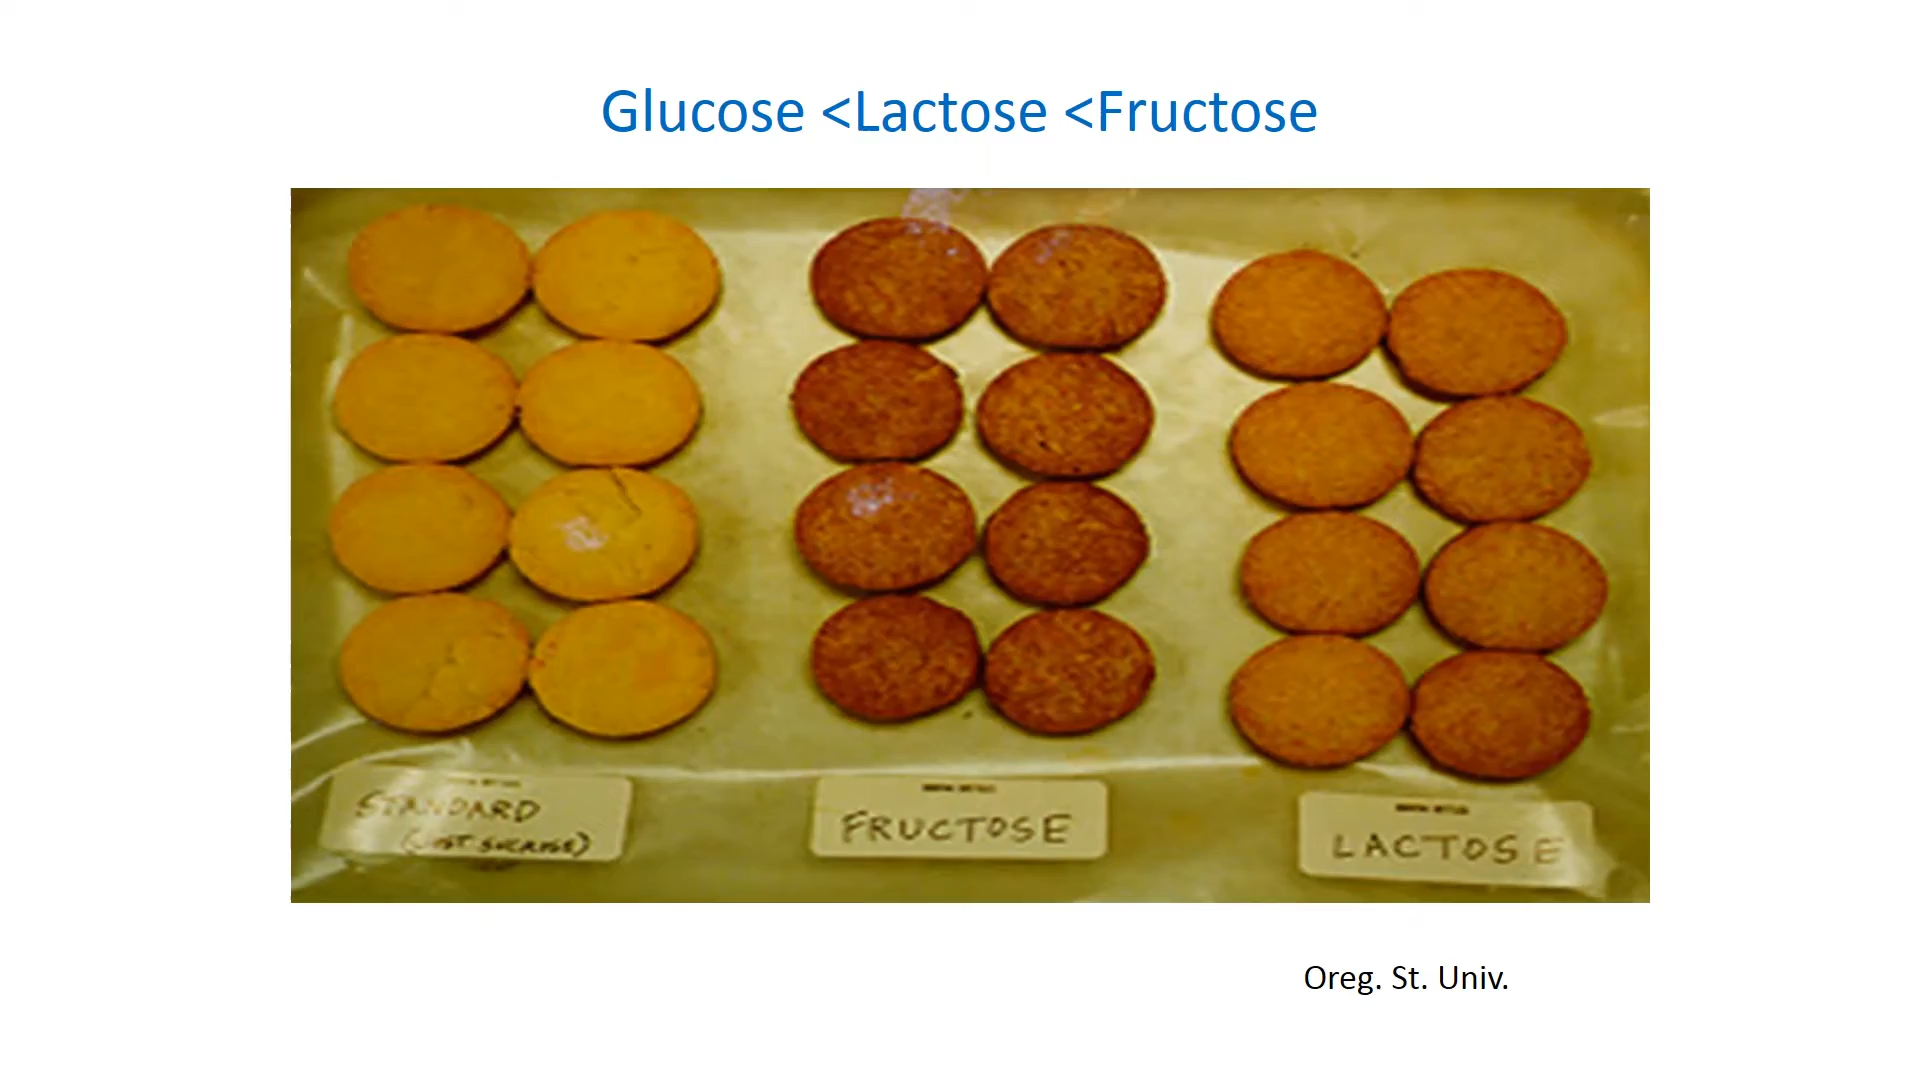 Glucose <Lactose <Fructose
STANDARD
FRUCTOSE
LACTOSE
Oreg. St. Univ.